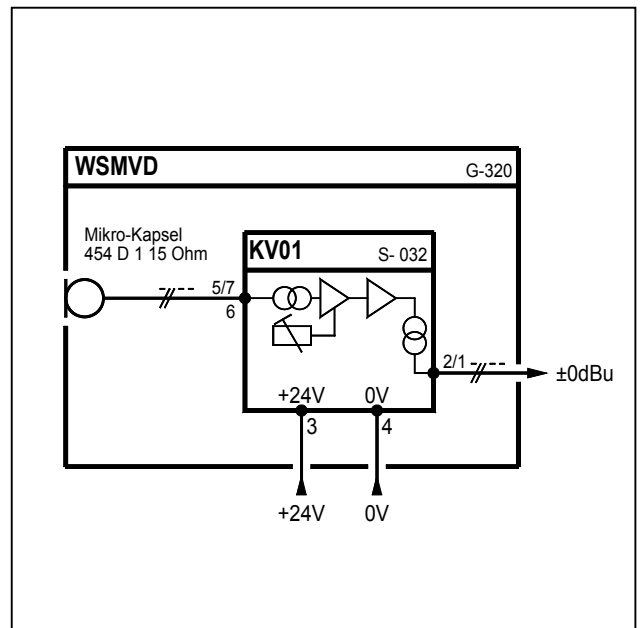 WSMVD G-320
Mikro-Kapsel
454 D 1 15 Ohm
KV01 S- 032
5/7
6
2/1
±0dBu
+24V 0V
3 4
+24V 0V